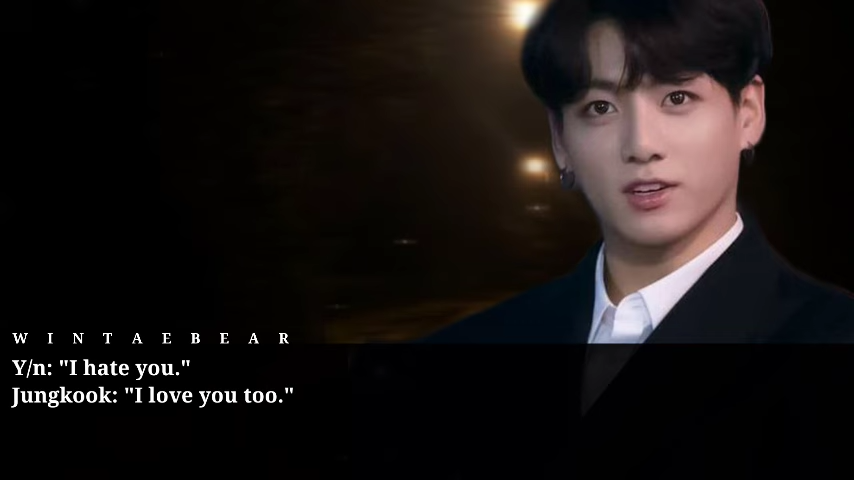 W I N T A E B E A R
Y/n: "I hate you."
Jungkook: "I love you too."